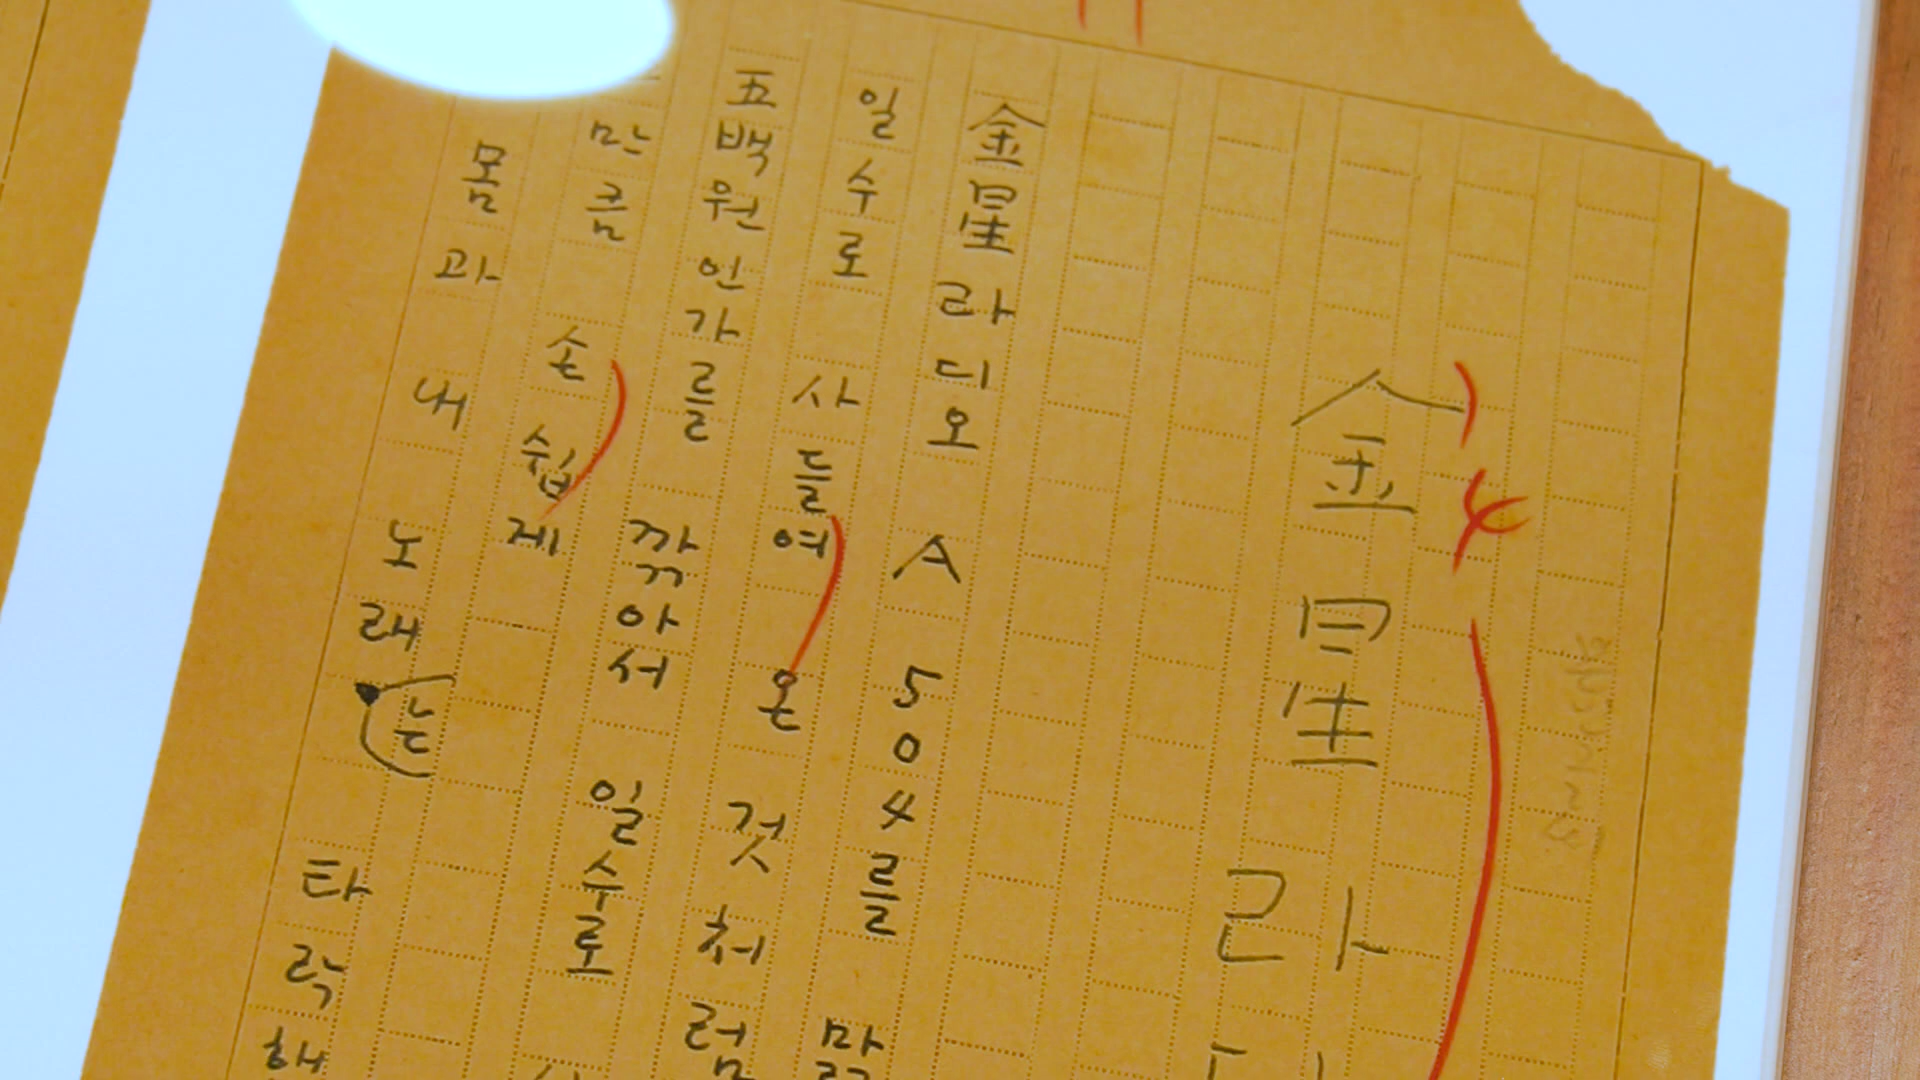 金星라
金星라디오 A 504를 맑
일수로 사들여 온 것처럼
五백원인가를 깎아서 일수로
만큼 손쉽게
몸과 내 노래는 타락했